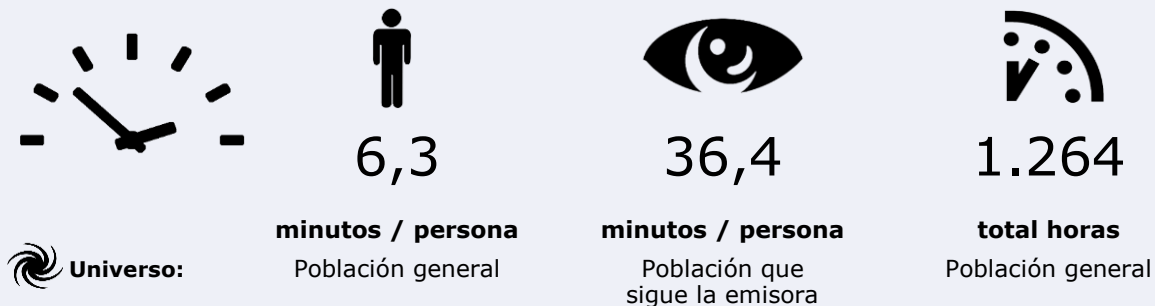 6,3
36,4
1.264
minutos / persona
minutos / persona
total horas
Universo:
Población general
Población que
sigue la emisora
Población general